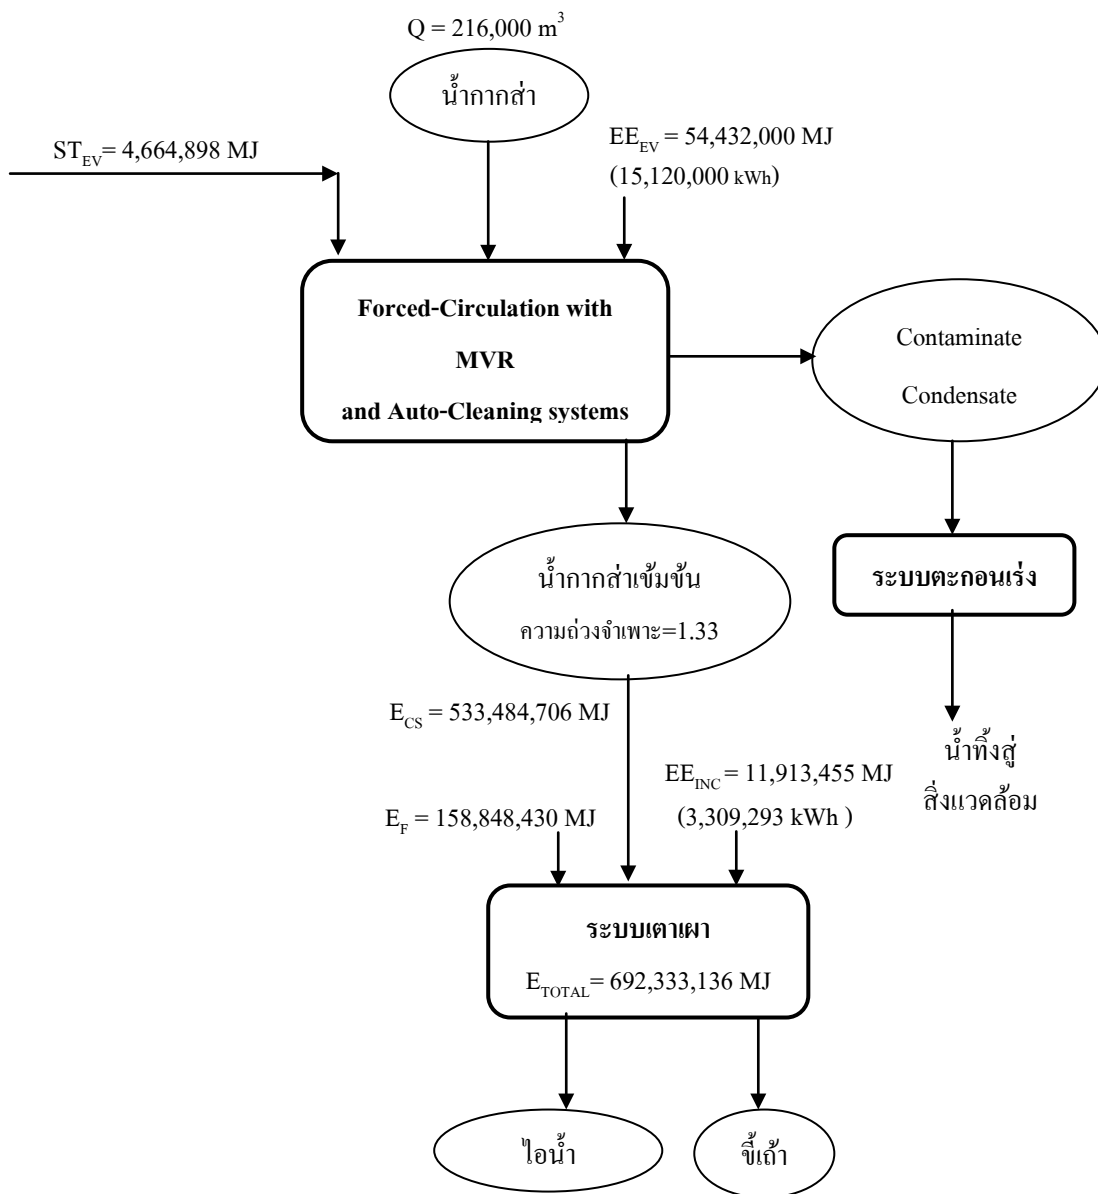 Q = 216,000 m³
น้ำกากส่า
ST_EV= 4,664,898 MJ
EE_EV = 54,432,000 MJ
(15,120,000 kWh)
Forced-Circulation with
MVR
and Auto-Cleaning systems
Contaminate
Condensate
น้ำกากส่าเข้มข้น
ความถ่วงจำเพาะ=1.33
ระบบตะกอนเร่ง
E_CS = 533,484,706 MJ
น้ำทิ้งสู่
สิ่งแวดล้อม
EE_INC = 11,913,455 MJ
(3,309,293 kWh )
E_F = 158,848,430 MJ
ระบบเตาเผา
E_TOTAL= 692,333,136 MJ
ไอน้ำ
ขี้เถ้า